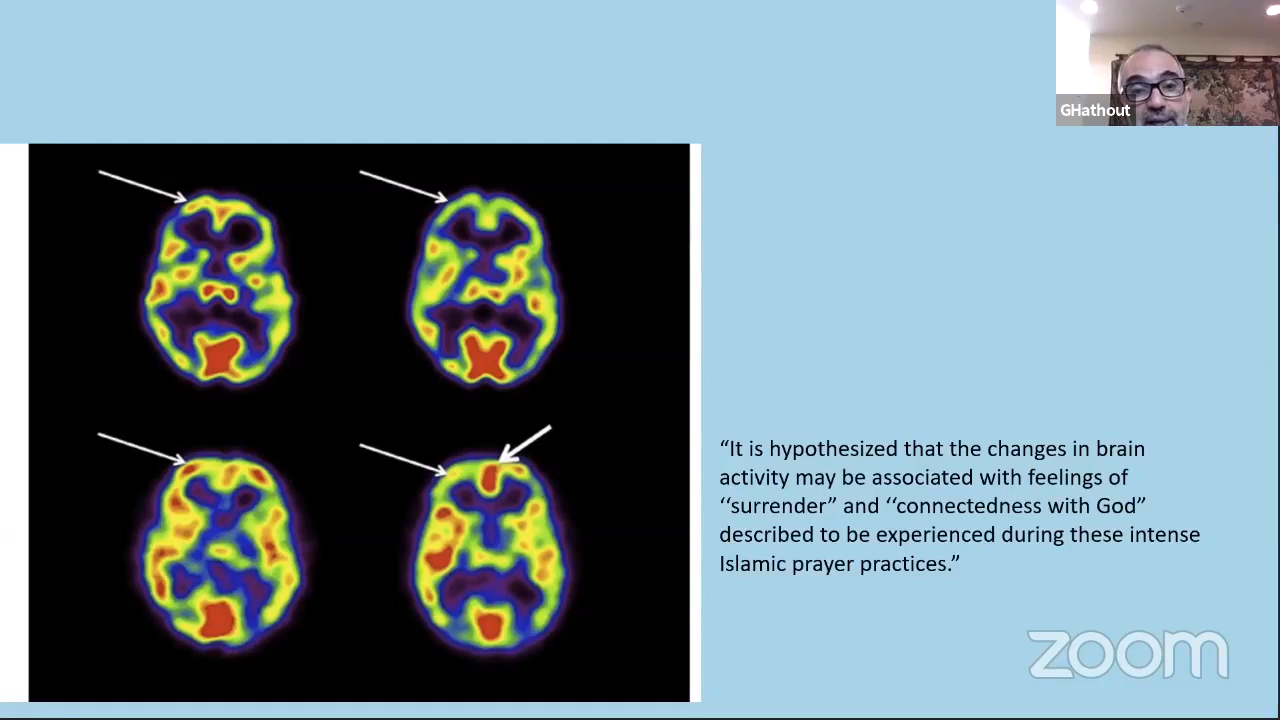 GHathout
“It is hypothesized that the changes in brain
activity may be associated with feelings of
‘‘surrender” and ‘‘connectedness with God”
described to be experienced during these intense
Islamic prayer practices.”
zoom